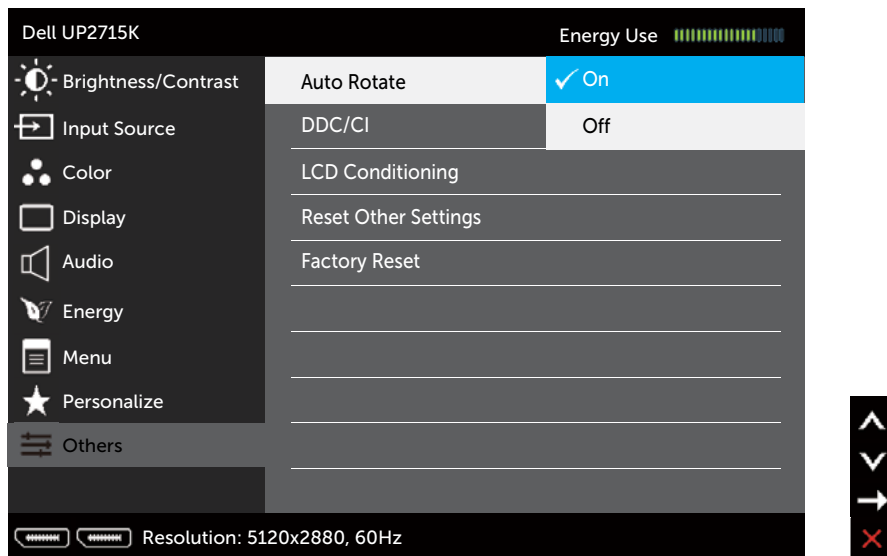 Dell UP2715K
Energy Use
Brightness/Contrast
Input Source
Color
Display
Audio
Energy
Menu
Personalize
Others
Auto Rotate
DDC/CI
LCD Conditioning
Reset Other Settings
Factory Reset
On
Off
Resolution: 5120x2880, 60Hz